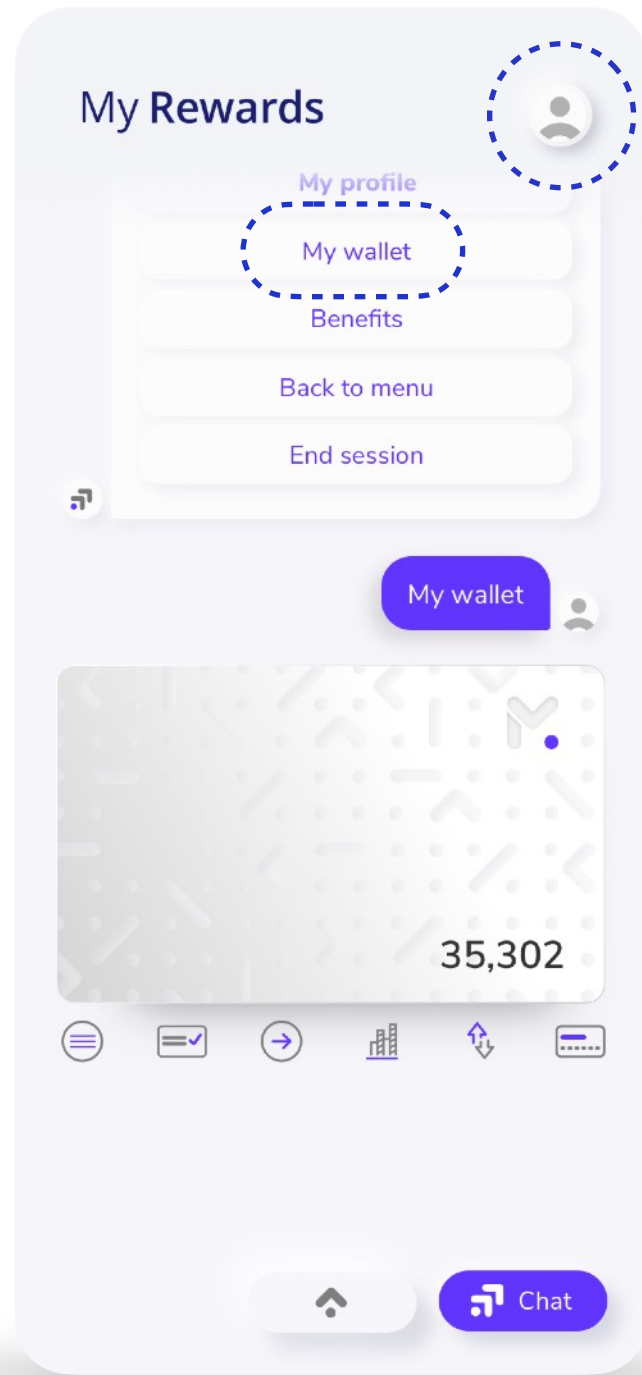 My Rewards
My profile
My wallet
Benefits
Back to menu
End session
My wallet
35,302
Chat